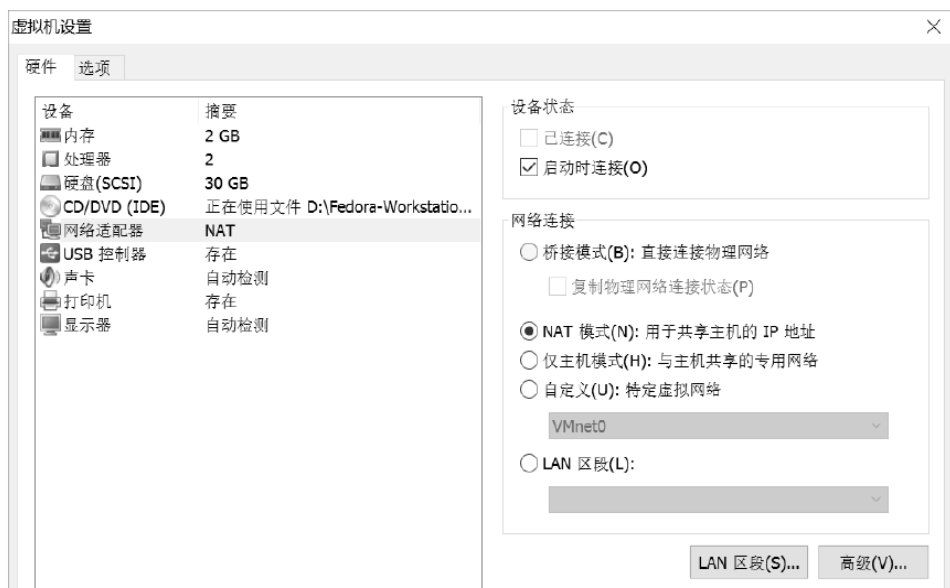 虚拟机设置
硬件 选项
设备 摘要
内存 2 GB
处理器 2
硬盘(SCSI) 30 GB
CD/DVD (IDE) 正在使用文件 D:\Fedora-Workstatio...
网络适配器 NAT
USB 控制器 存在
声卡 自动检测
打印机 存在
显示器 自动检测
设备状态
已连接(C)
启动时连接(O)
网络连接
桥接模式(B): 直接连接物理网络
复制物理网络连接状态(P)
NAT 模式(N): 用于共享主机的 IP 地址
仅主机模式(H): 与主机共享的专用网络
自定义(U): 特定虚拟网络
VMnet0
LAN 区段(L):
LAN 区段(S)... 高级(V)...